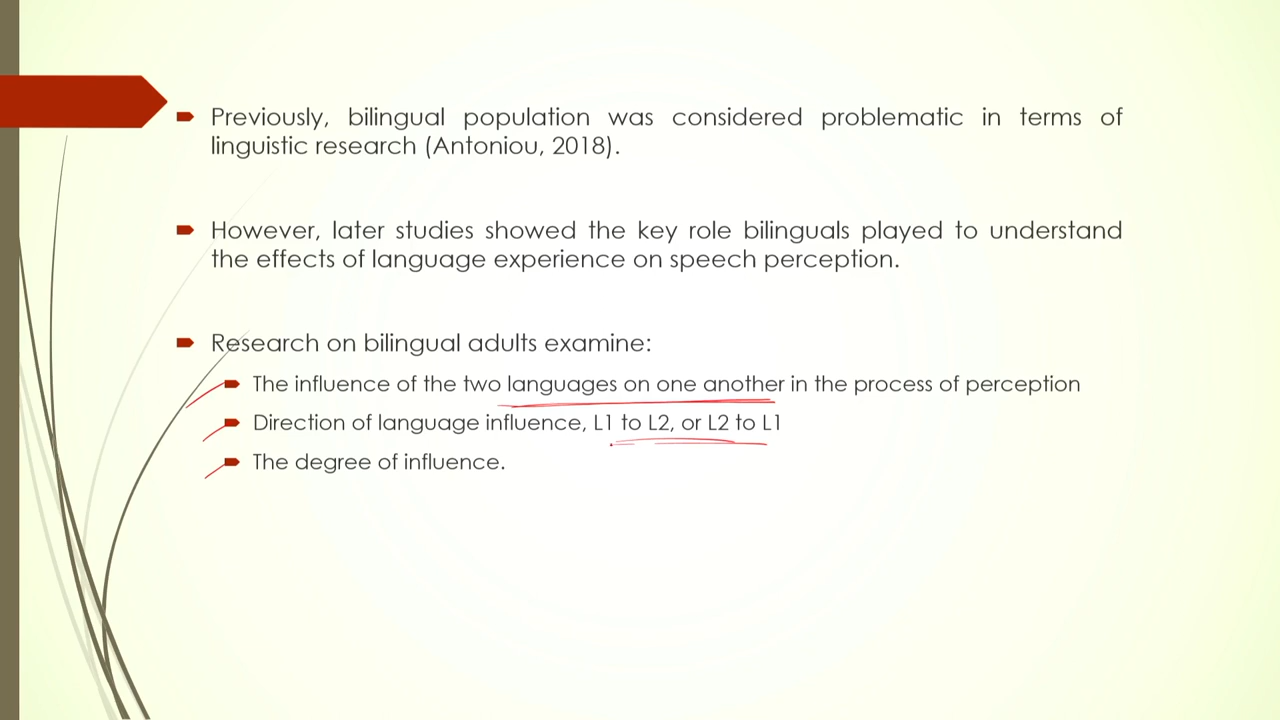 Previously, bilingual population was considered problematic in terms of
linguistic research (Antoniou, 2018).
However, later studies showed the key role bilinguals played to understand
the effects of language experience on speech perception.
Research on bilingual adults examine:
The influence of the two languages on one another in the process of perception
Direction of language influence, L1 to L2, or L2 to L1
The degree of influence.